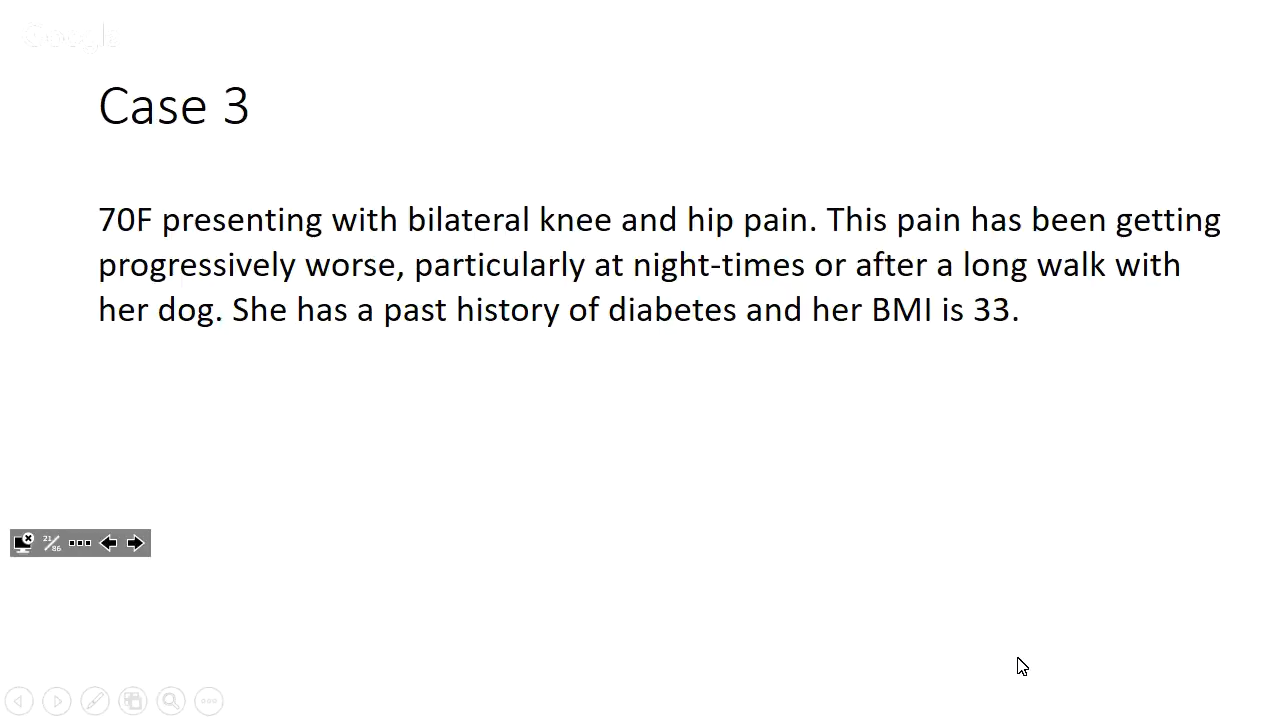 Case 3
70F presenting with bilateral knee and hip pain. This pain has been getting
progressively worse, particularly at night-times or after a long walk with
her dog. She has a past history of diabetes and her BMI is 33.
21/86